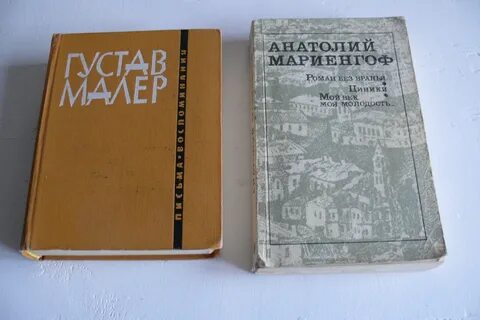 ГУСТАВ
МАЛЕР
ПИСЬМА • ВОСПОМИНАНИЯ
АНАТОЛИЙ
МАРИЕНГОФ
РОМАН БЕЗ ВРАНЬЯ
ЦИНИКИ
МОЙ ВЕК
МОЯ МОЛОДОСТЬ...